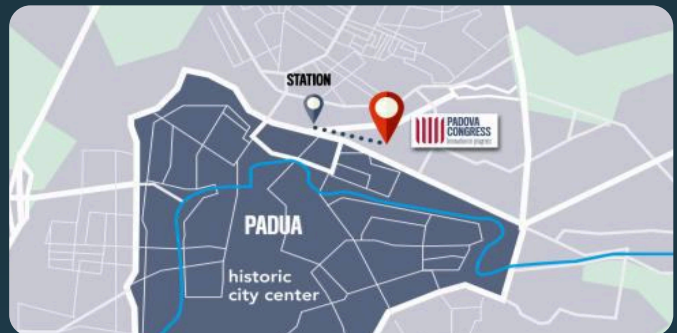 STATION
PADOVA
CONGRESS
PADUA
historic
city center